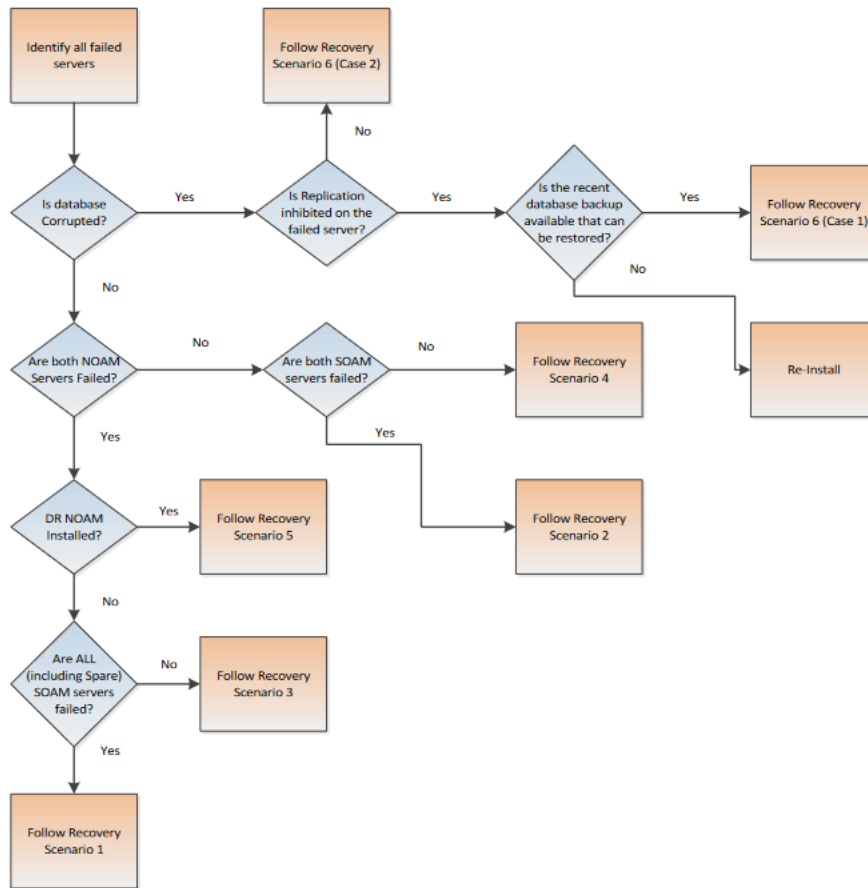 Identify all failed
servers
Follow Recovery
Scenario 6 (Case 2)
No
Is database
Corrupted?
Yes
Is Replication
inhibited on the
failed server?
Yes
Is the recent
database backup
available that can
be restored?
Yes
Follow Recovery
Scenario 6 (Case 1)
No
No
Re-Install
Are both NOAM
Servers Failed?
No
Are both SOAM
servers failed?
No
Follow Recovery
Scenario 4
Yes
Yes
Follow Recovery
Scenario 2
DR NOAM
Installed?
Yes
Follow Recovery
Scenario 5
No
Are ALL
(including Spare)
SOAM servers
failed?
No
Follow Recovery
Scenario 3
Yes
Follow Recovery
Scenario 1